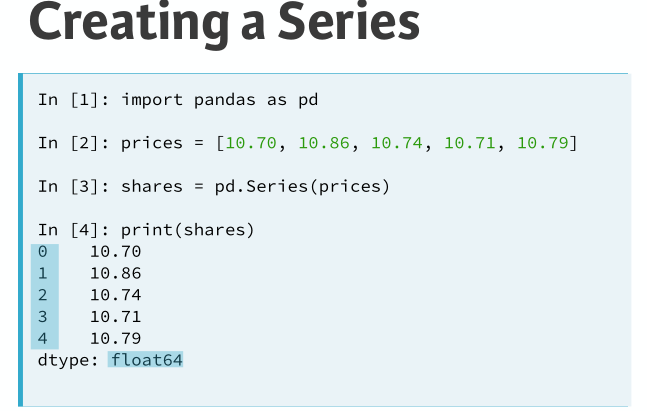 Creating a Series
In [1]: import pandas as pd
In [2]: prices = [10.70, 10.86, 10.74, 10.71, 10.79]
In [3]: shares = pd.Series(prices)
In [4]: print(shares)
0    10.70
1    10.86
2    10.74
3    10.71
4    10.79
dtype: float64